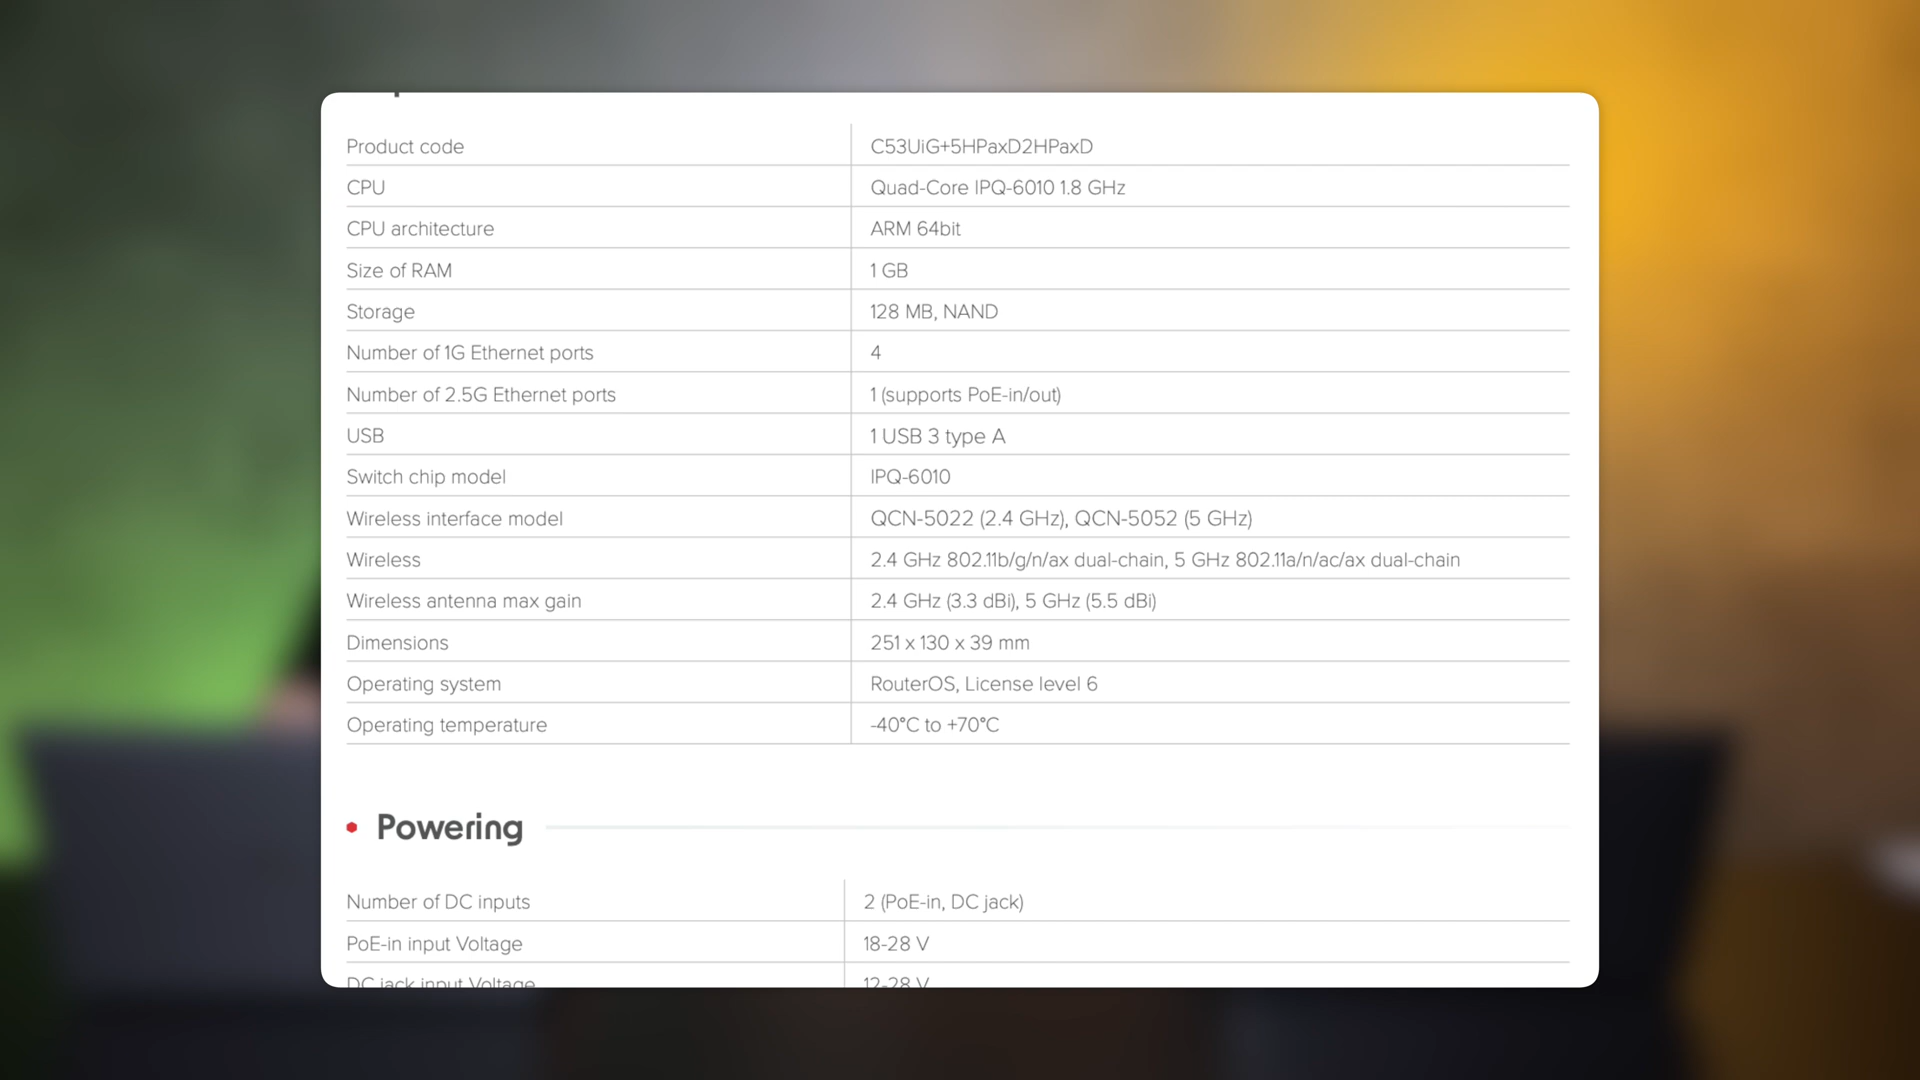 Product code C53UiG+5HPaxD2HPaxD
CPU Quad-Core IPQ-6010 1.8 GHz
CPU architecture ARM 64bit
Size of RAM 1 GB
Storage 128 MB, NAND
Number of 1G Ethernet ports 4
Number of 2.5G Ethernet ports 1 (supports PoE-in/out)
USB 1 USB 3 type A
Switch chip model IPQ-6010
Wireless interface model QCN-5022 (2.4 GHz), QCN-5052 (5 GHz)
Wireless 2.4 GHz 802.11b/g/n/ax dual-chain, 5 GHz 802.11a/n/ac/ax dual-chain
Wireless antenna max gain 2.4 GHz (3.3 dBi), 5 GHz (5.5 dBi)
Dimensions 251 x 130 x 39 mm
Operating system RouterOS, License level 6
Operating temperature -40°C to +70°C
Powering
Number of DC inputs 2 (PoE-in, DC jack)
PoE-in input Voltage 18-28 V
DC jack input Voltage 12-28 V